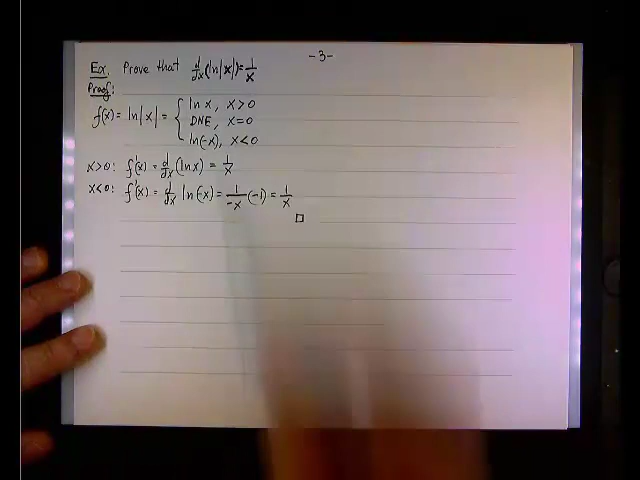 -3-
Ex. Prove that d/dx(ln|x|) = 1/x
Proof:
f(x) = ln|x| = { ln x, x>0
DNE, x=0
ln(-x), x<0
x>0: f'(x) = d/dx (ln x) = 1/x
x<0: f'(x) = d/dx ln(-x) = 1/-x (-1) = 1/x
□